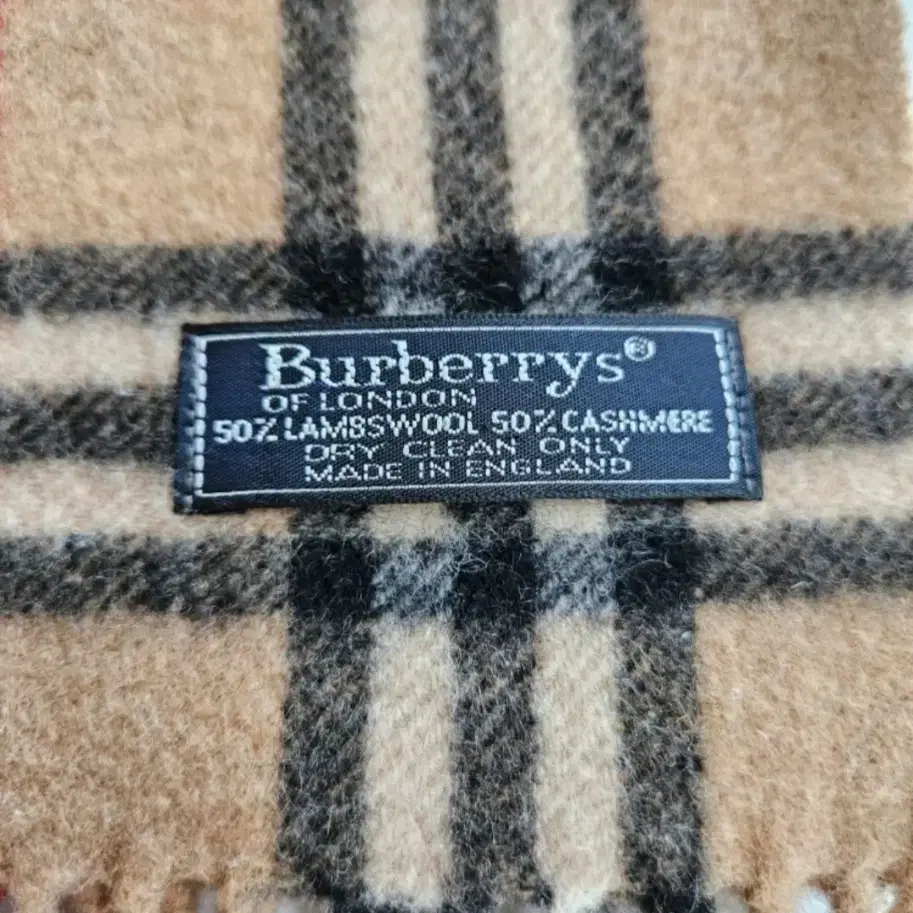 Burberrys®
OF LONDON
50% LAMBSWOOL 50% CASHMERE
DRY CLEAN ONLY
MADE IN ENGLAND